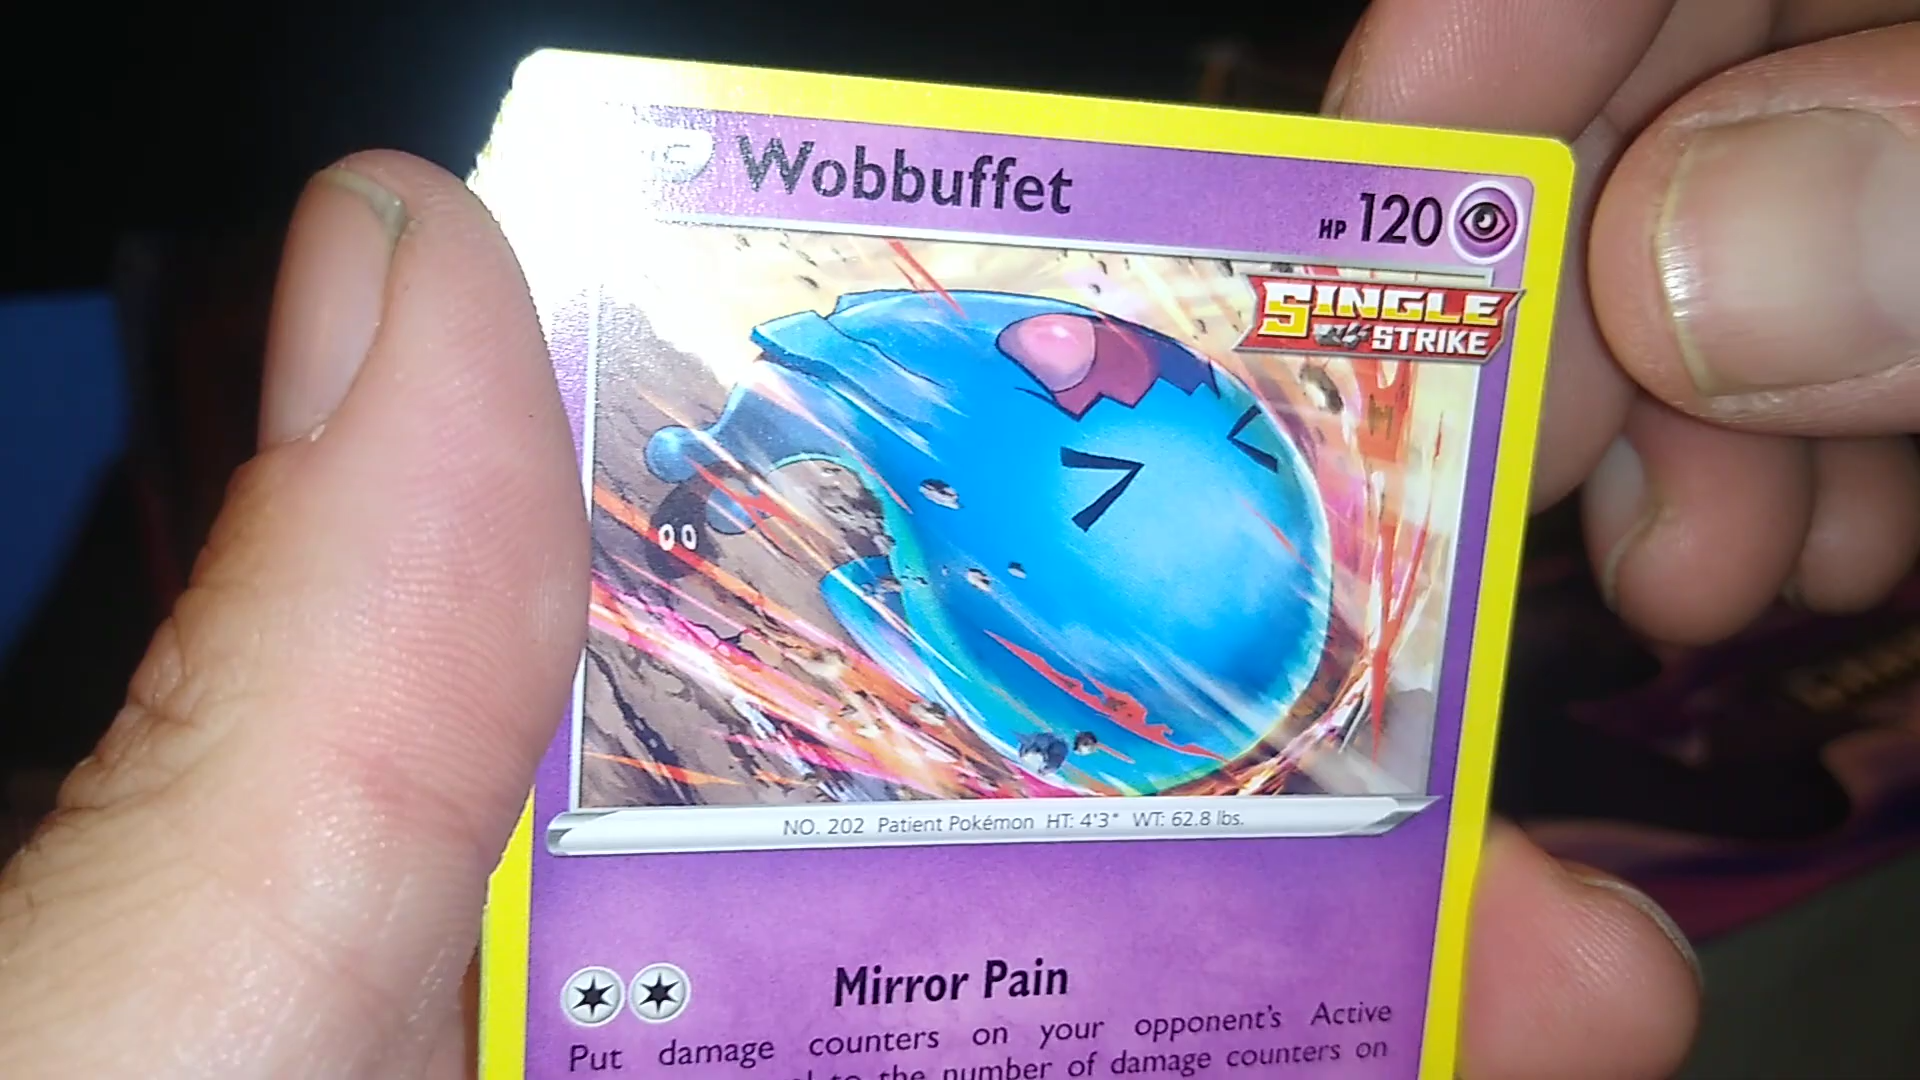 Wobbuffet
HP 120
SINGLE
STRIKE
NO. 202 Patient Pokémon HT: 4'3" WT: 62.8 lbs.
Mirror Pain
Put damage counters on your opponent's Active
to the number of damage counters on